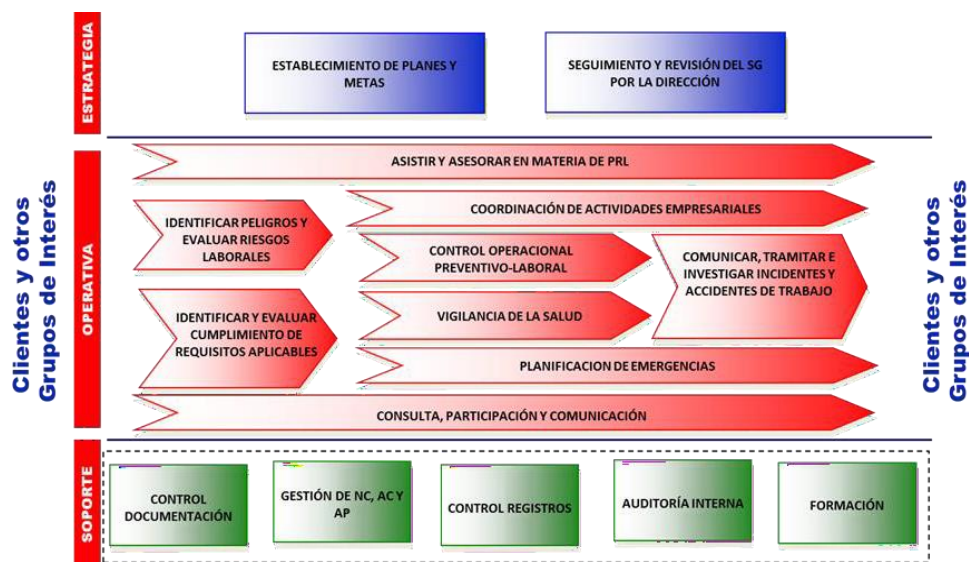 ESTRATEGIA
ESTABLECIMIENTO DE PLANES Y
METAS
SEGUIMIENTO Y REVISIÓN DEL SG
POR LA DIRECCIÓN
Clientes y otros
Grupos de Interés
OPERATIVA
ASISTIR Y ASESORAR EN MATERIA DE PRL
COORDINACIÓN DE ACTIVIDADES EMPRESARIALES
IDENTIFICAR PELIGROS Y
EVALUAR RIESGOS
LABORALES
CONTROL OPERACIONAL
PREVENTIVO-LABORAL
COMUNICAR, TRAMITAR E
INVESTIGAR INCIDENTES Y
ACCIDENTES DE TRABAJO
IDENTIFICAR Y EVALUAR
CUMPLIMIENTO DE
REQUISITOS APLICABLES
VIGILANCIA DE LA SALUD
PLANIFICACION DE EMERGENCIAS
CONSULTA, PARTICIPACIÓN Y COMUNICACIÓN
Clientes y otros
Grupos de Interés
SOPORTE
CONTROL
DOCUMENTACIÓN
GESTIÓN DE NC, AC Y
AP
CONTROL REGISTROS
AUDITORÍA INTERNA
FORMACIÓN